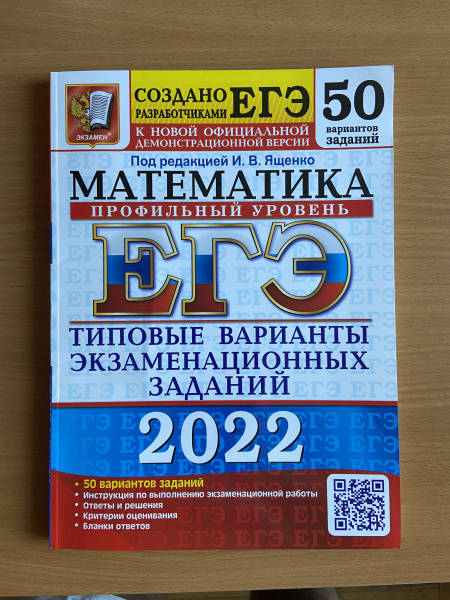 СОЗДАНО
РАЗРАБОТЧИКАМИ
ЕГЭ
50
вариантов
заданий
ЭКЗАМЕН®
К НОВОЙ ОФИЦИАЛЬНОЙ
ДЕМОНСТРАЦИОННОЙ ВЕРСИИ
Под редакцией И. В. Ященко
МАТЕМАТИКА
ПРОФИЛЬНЫЙ УРОВЕНЬ
ЕГЭ
ТИПОВЫЕ ВАРИАНТЫ
ЭКЗАМЕНАЦИОННЫХ
ЗАДАНИЙ
2022
• 50 вариантов заданий
• Инструкция по выполнению экзаменационной работы
• Ответы и решения
• Критерии оценивания
• Бланки ответов